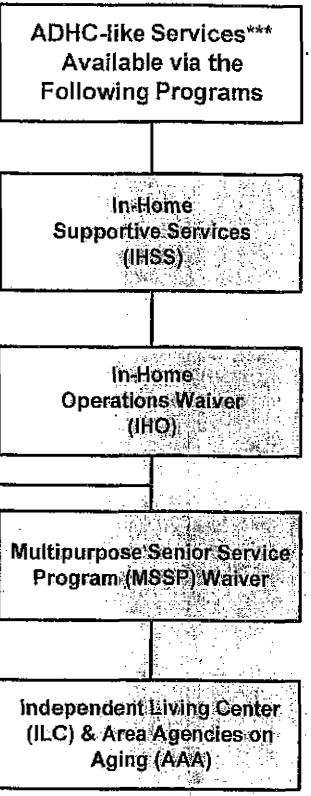 ADHC-like Services***
Available via the
Following Programs
In-Home
Supportive Services
(IHSS)
In-Home
Operations Waiver
(IHO)
Multipurpose Senior Service
Program (MSSP) Waiver
Independent Living Center
(ILC) & Area Agencies on
Aging (AAA)